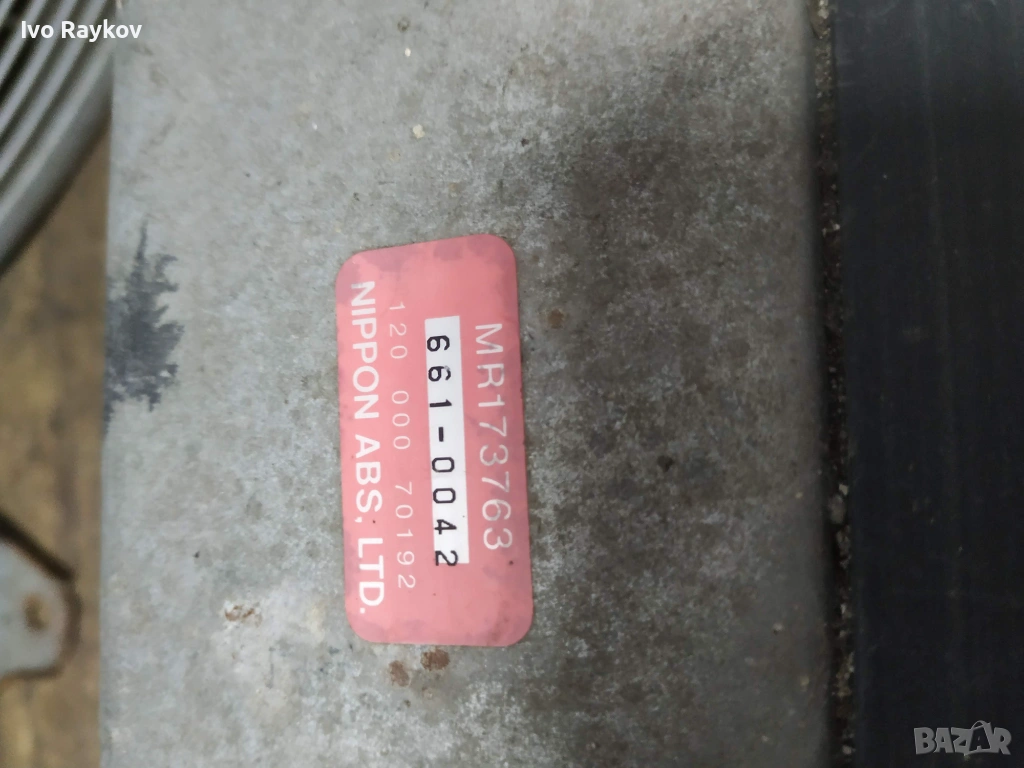 Ivo Raykov
MR173763
661-0042
120 000 70192
NIPPON ABS, LTD.
BAZAR